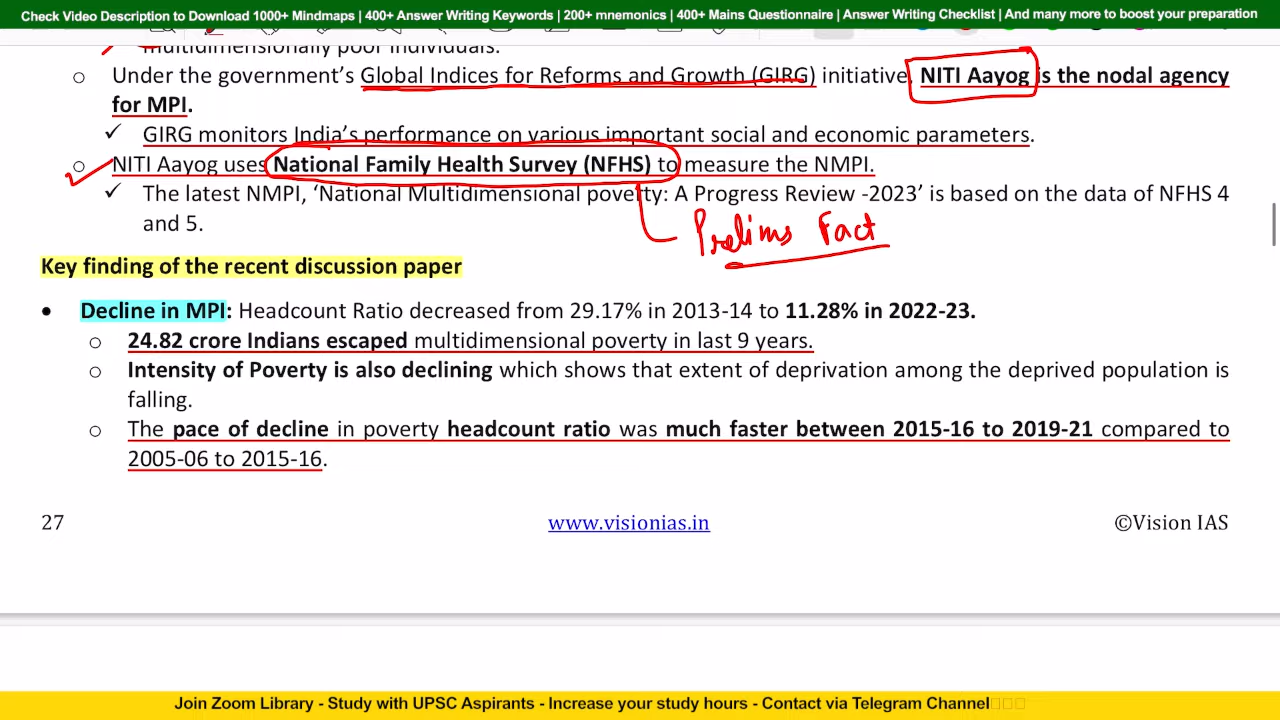 Check Video Description to Download 1000+ Mindmaps | 400+ Answer Writing Keywords | 200+ mnemonics | 400+ Mains Questionnaire | Answer Writing Checklist | And many more to boost your preparation
multidimensionally poor individuals.
o Under the government's Global Indices for Reforms and Growth (GIRG) initiative, NITI Aayog is the nodal agency
for MPI.
✓ GIRG monitors India's performance on various important social and economic parameters.
o NITI Aayog uses National Family Health Survey (NFHS) to measure the NMPI.
✓ The latest NMPI, 'National Multidimensional poverty: A Progress Review -2023' is based on the data of NFHS 4
and 5.
Prelims Fact
Key finding of the recent discussion paper
• Decline in MPI: Headcount Ratio decreased from 29.17% in 2013-14 to 11.28% in 2022-23.
o 24.82 crore Indians escaped multidimensional poverty in last 9 years.
o Intensity of Poverty is also declining which shows that extent of deprivation among the deprived population is
falling.
o The pace of decline in poverty headcount ratio was much faster between 2015-16 to 2019-21 compared to
2005-06 to 2015-16.
27 www.visionias.in ©Vision IAS
Join Zoom Library - Study with UPSC Aspirants - Increase your study hours - Contact via Telegram Channel